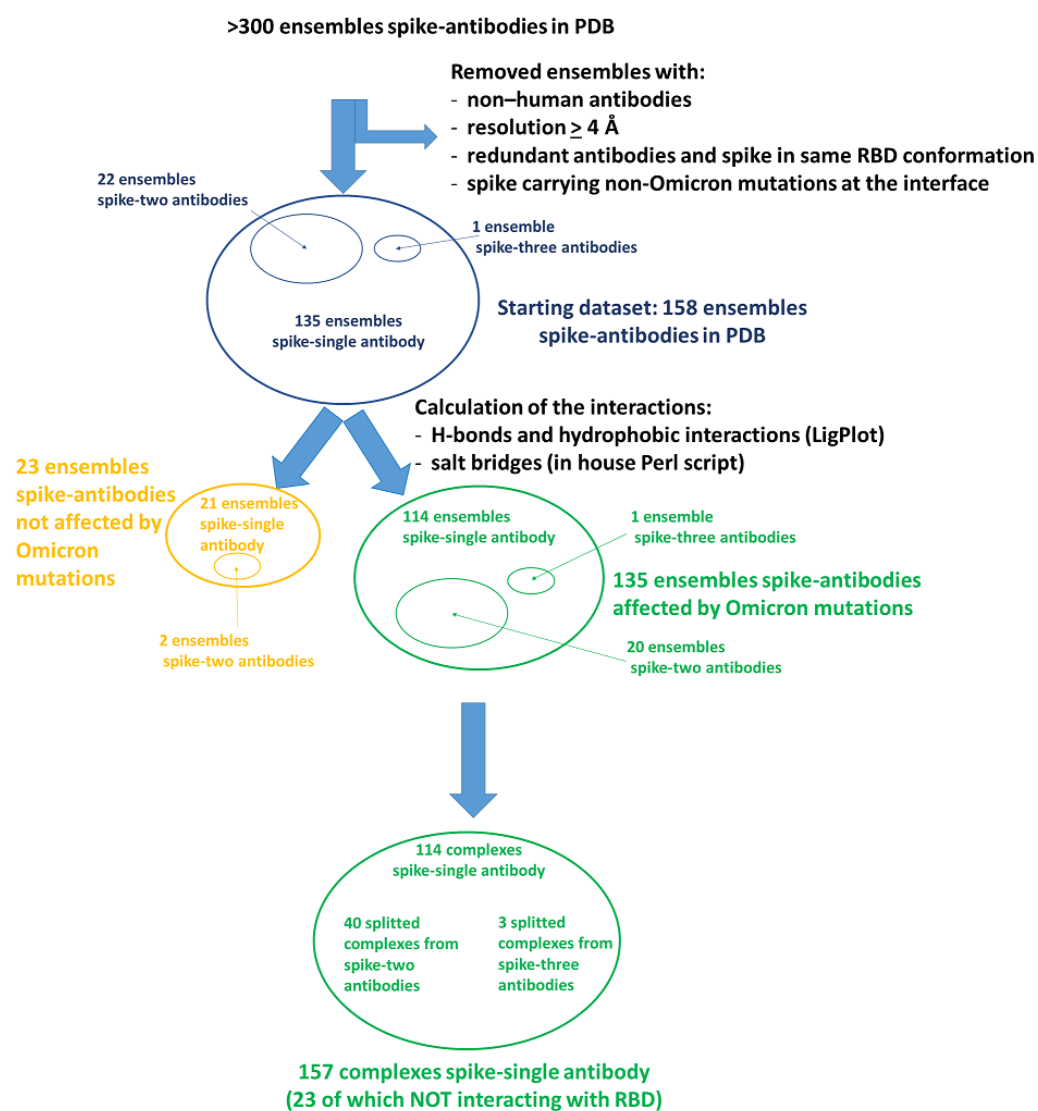 >300 ensembles spike-antibodies in PDB
Removed ensembles with:
- non–human antibodies
- resolution ≥ 4 Å
- redundant antibodies and spike in same RBD conformation
- spike carrying non-Omicron mutations at the interface
22 ensembles
spike-two antibodies
1 ensemble
spike-three antibodies
135 ensembles
spike-single antibody
Starting dataset: 158 ensembles
spike-antibodies in PDB
Calculation of the interactions:
- H-bonds and hydrophobic interactions (LigPlot)
- salt bridges (in house Perl script)
23 ensembles
spike-antibodies
not affected by
Omicron
mutations
21 ensembles
spike-single
antibody
2 ensembles
spike-two antibodies
114 ensembles
spike-single antibody
1 ensemble
spike-three antibodies
135 ensembles spike-antibodies
affected by Omicron mutations
20 ensembles
spike-two antibodies
114 complexes
spike-single antibody
40 splitted
complexes from
spike-two
antibodies
3 splitted
complexes from
spike-three
antibodies
157 complexes spike-single antibody
(23 of which NOT interacting with RBD)